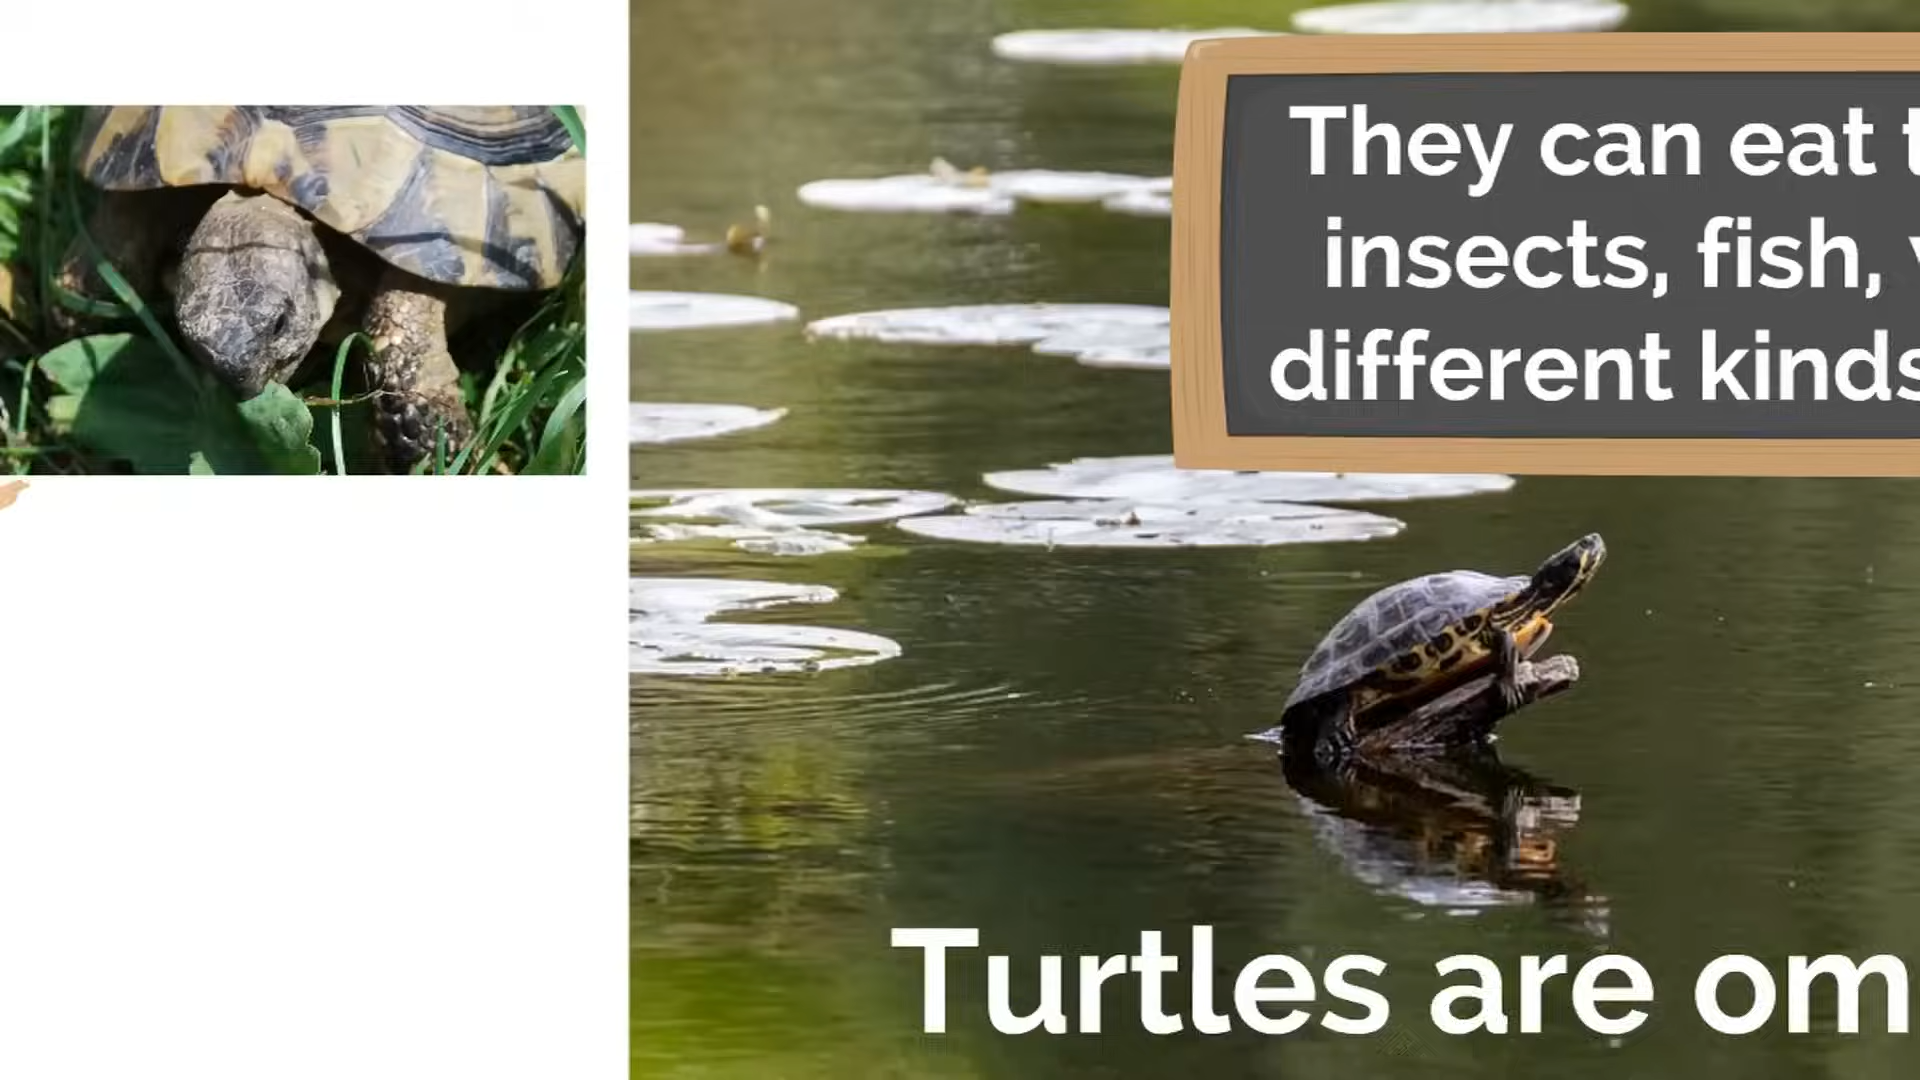 They can eat
insects, fish,
different kinds
Turtles are om